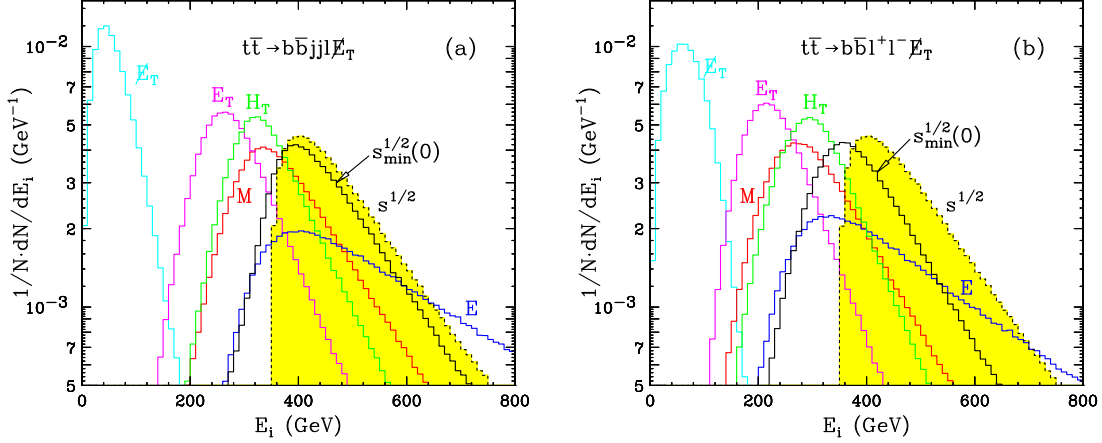 tt̄→bb̄jjlE̸_T (a)
E̸_T
E_T
H_T
M
s^{1/2}_{min}(0)
s^{1/2}
E
10^{-2}
7
5
3
2
10^{-3}
7
5
1/N·dN/dE_i (GeV^{-1})
0 200 400 600 800
E_i (GeV)
tt̄→bb̄l^+l^-E̸_T (b)
E̸_T
E_T
H_T
M
s^{1/2}_{min}(0)
s^{1/2}
E
10^{-2}
7
5
3
2
10^{-3}
7
5
1/N·dN/dE_i (GeV^{-1})
0 200 400 600 800
E_i (GeV)